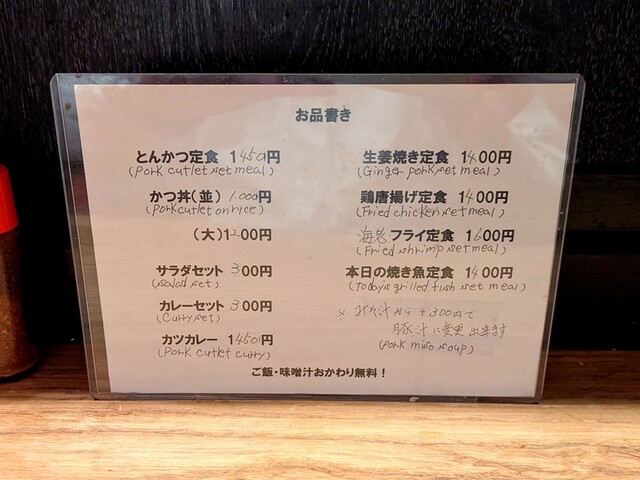 お品書き
とんかつ定食 1450円
(Pork cutlet set meal)
かつ丼(並) 1.000円
(Pork cutlet on rice)
(大)1200円
サラダセット 300円
(Salad set)
カレーセット 300円
(Curry set)
カツカレー 1450円
(Pork cutlet curry)
生姜焼き定食 1400円
(Ginger pork set meal)
鶏唐揚げ定食 1400円
(Fried chicken set meal)
海老フライ定食 1600円
(Fried shrimp set meal)
本日の焼き魚定食 1400円
(Today's grilled fish set meal)
※ みそ汁から+300円で
豚汁に変更出来ます
(Pork miso soup)
ご飯・味噌汁おかわり無料！